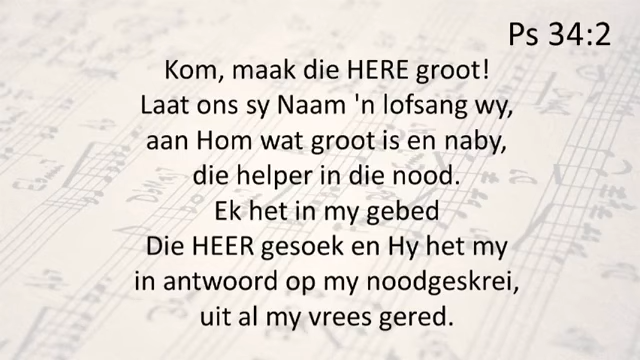 Ps 34:2
Kom, maak die HERE groot!
Laat ons sy Naam 'n lofsang wy,
aan Hom wat groot is en naby,
die helper in die nood.
Ek het in my gebed
Die HEER gesoek en Hy het my
in antwoord op my noodgeskrei,
uit al my vrees gered.